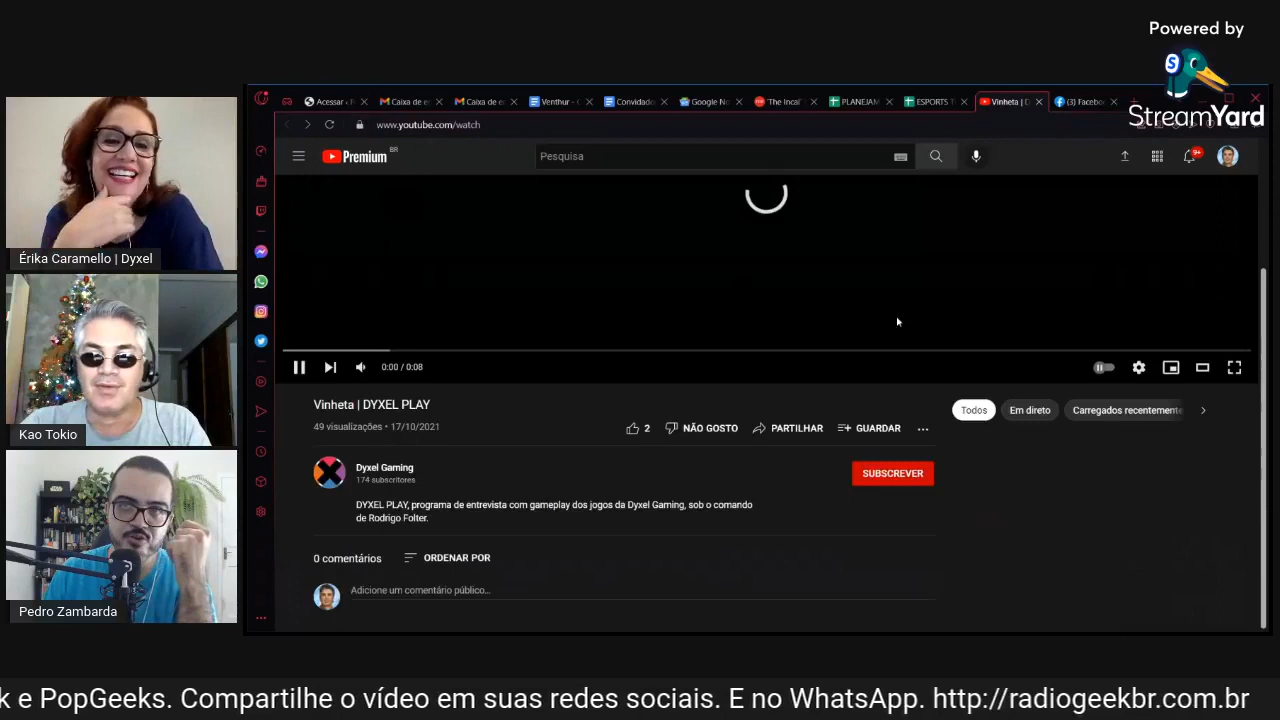 Powered by
StreamYard
Érika Caramello | Dyxel
Kao Tokio
Pedro Zambarda
Acessar ‹
Caixa de e
Caixa de e
Venthur -
Convidado
Google No
The Incal
PLANEJAM
ESPORTS T
Vinheta | D
(3) Facebo
www.youtube.com/watch
Premium BR
Pesquisa
9+
0:00 / 0:08
Vinheta | DYXEL PLAY
49 visualizações • 17/10/2021
2
NÃO GOSTO
PARTILHAR
GUARDAR
Todos
Em direto
Carregados recentemente
Dyxel Gaming
174 subscritores
SUBSCREVER
DYXEL PLAY, programa de entrevista com gameplay dos jogos da Dyxel Gaming, sob o comando
de Rodrigo Folter.
0 comentários
ORDENAR POR
Adicione um comentário público...
k e PopGeeks. Compartilhe o vídeo em suas redes sociais. E no WhatsApp. http://radiogeekbr.com.br